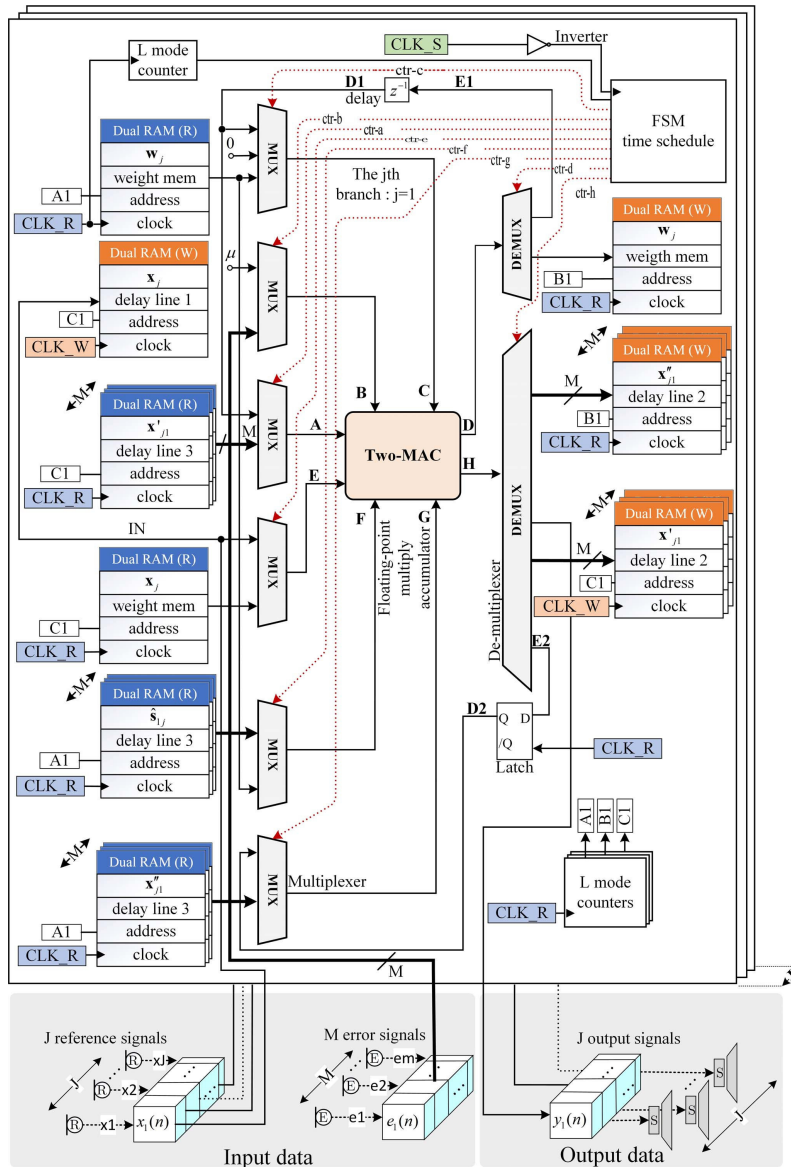 CLK_S
Inverter
L mode
counter
ctr-c
D1
E1
delay
z⁻¹
FSM
time schedule
ctr-b
ctr-a
ctr-e
ctr-f
ctr-g
ctr-d
ctr-h
Dual RAM (R)
w_j
weight mem
address
clock
A1
CLK_R
0
MUX
The jth
branch : j=1
DEMUX
Dual RAM (W)
w_j
weigth mem
address
clock
B1
CLK_R
Dual RAM (W)
x_j
delay line 1
address
clock
C1
CLK_W
μ
MUX
M
Dual RAM (W)
x''_j1
delay line 2
address
clock
M
B1
CLK_R
M
Dual RAM (R)
x'_j1
delay line 3
address
clock
C1
CLK_R
M
MUX
A
B
C
D
Two-MAC
E
H
F
G
DEMUX
De-multiplexer
M
Dual RAM (W)
x'_j1
delay line 2
address
clock
M
C1
CLK_W
IN
Dual RAM (R)
x_j
weight mem
address
clock
C1
CLK_R
MUX
Floating-point
multiply
accumulator
E2
D2
Q D
/Q
Latch
CLK_R
M
Dual RAM (R)
ŝ_1j
delay line 3
address
clock
A1
CLK_R
MUX
M
Dual RAM (R)
x''_j1
delay line 3
address
clock
A1
CLK_R
MUX
Multiplexer
A1
B1
C1
L mode
counters
CLK_R
M
J
J reference signals
J
R xJ
R x2
R x1
x₁(n)
...
...
M error signals
M
E em
E e2
E e1
e₁(n)
...
...
Input data
J output signals
y₁(n)
...
...
S
S
S
J
Output data